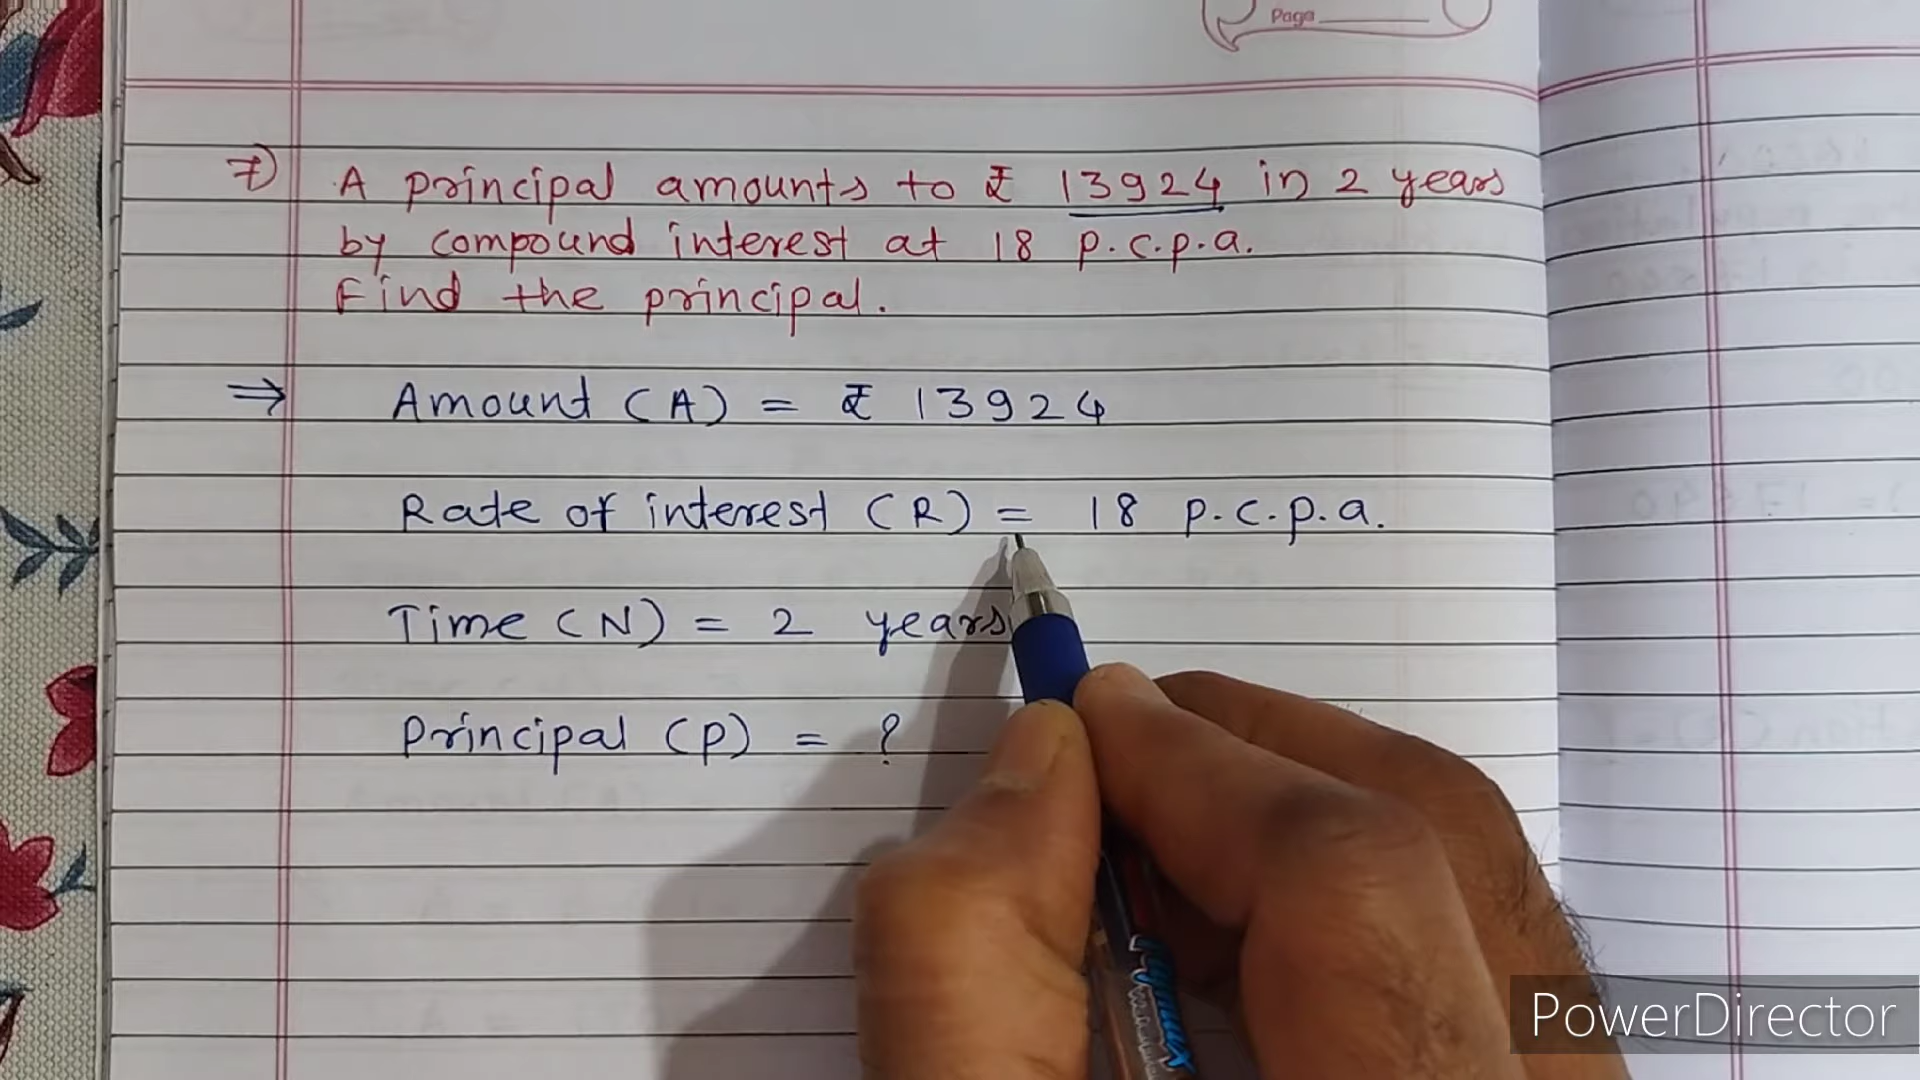 Page
7) A principal amounts to ₹ 13924 in 2 years
by compound interest at 18 p.c.p.a.
Find the principal.
⇒ Amount (A) = ₹ 13924
Rate of interest (R) = 18 p.c.p.a.
Time (N) = 2 years
Principal (P) = ?
PowerDirector